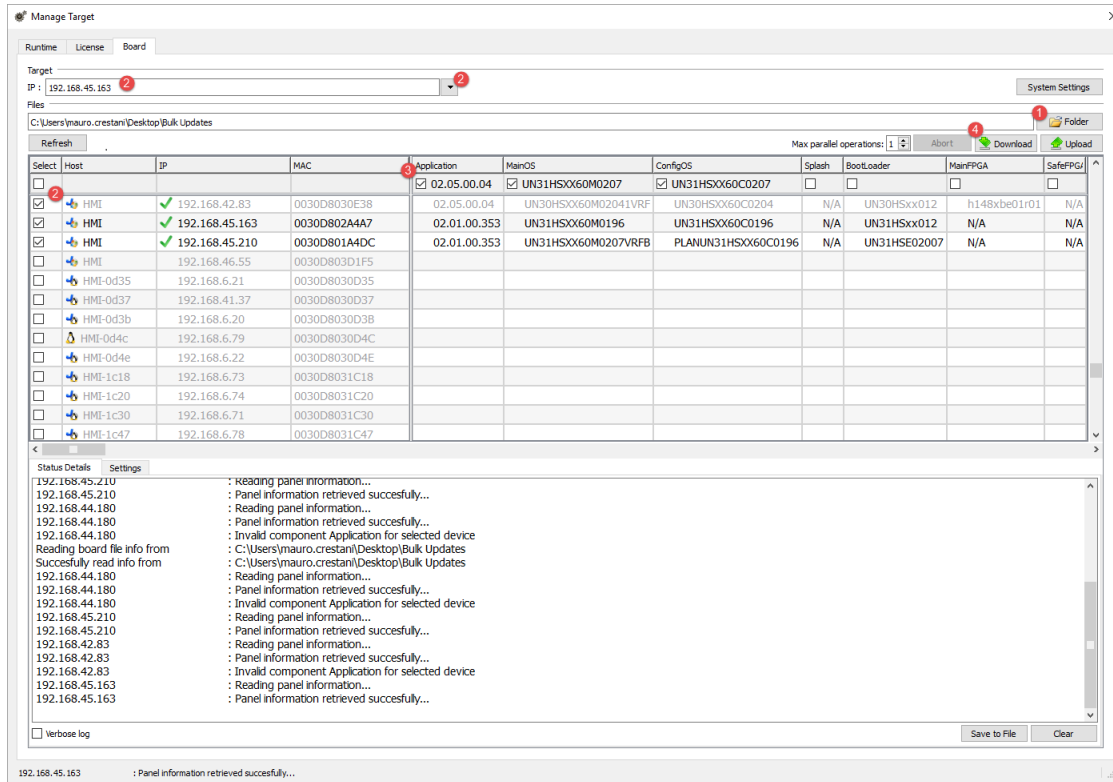 Manage Target
Runtime License Board
Target
IP : 192.168.45.163 2 2 System Settings
Files
C:\Users\mauro.crestani\Desktop\Bulk Updates 1 Folder
Refresh Max parallel operations: 1 Abort 4 Download Upload
Select Host IP MAC 3 Application MainOS ConfigOS Splash BootLoader MainFPGA SafeFPGA
02.05.00.04 UN31HSXX60M0207 UN31HSXX60C0207
2 HMI 192.168.42.83 0030D8030E38 02.05.00.04 UN30HSXX60M02041VRF UN30HSXX60C0204 N/A UN30HSxx012 h148xbe01r01 N/A
HMI 192.168.45.163 0030D802A4A7 02.01.00.353 UN31HSXX60M0196 UN31HSXX60C0196 N/A UN31HSxx012 N/A N/A
HMI 192.168.45.210 0030D801A4DC 02.01.00.353 UN31HSXX60M0207VRFB PLANUN31HSXX60C0196 N/A UN31HSE02007 N/A N/A
HMI 192.168.46.55 0030D803D1F5
HMI-0d35 192.168.6.21 0030D8030D35
HMI-0d37 192.168.41.37 0030D8030D37
HMI-0d3b 192.168.6.20 0030D8030D3B
HMI-0d4c 192.168.6.79 0030D8030D4C
HMI-0d4e 192.168.6.22 0030D8030D4E
HMI-1c18 192.168.6.73 0030D8031C18
HMI-1c20 192.168.6.74 0030D8031C20
HMI-1c30 192.168.6.71 0030D8031C30
HMI-1c47 192.168.6.78 0030D8031C47
Status Details Settings
192.168.45.210 : Reading panel information...
192.168.45.210 : Panel information retrieved succesfully...
192.168.44.180 : Reading panel information...
192.168.44.180 : Panel information retrieved succesfully...
192.168.44.180 : Invalid component Application for selected device
Reading board file info from : C:\Users\mauro.crestani\Desktop\Bulk Updates
Succesfully read info from : C:\Users\mauro.crestani\Desktop\Bulk Updates
192.168.44.180 : Reading panel information...
192.168.44.180 : Panel information retrieved succesfully...
192.168.44.180 : Invalid component Application for selected device
192.168.45.210 : Reading panel information...
192.168.45.210 : Panel information retrieved succesfully...
192.168.42.83 : Reading panel information...
192.168.42.83 : Panel information retrieved succesfully...
192.168.42.83 : Invalid component Application for selected device
192.168.45.163 : Reading panel information...
192.168.45.163 : Panel information retrieved succesfully...
Verbose log Save to File Clear
192.168.45.163 : Panel information retrieved succesfully...